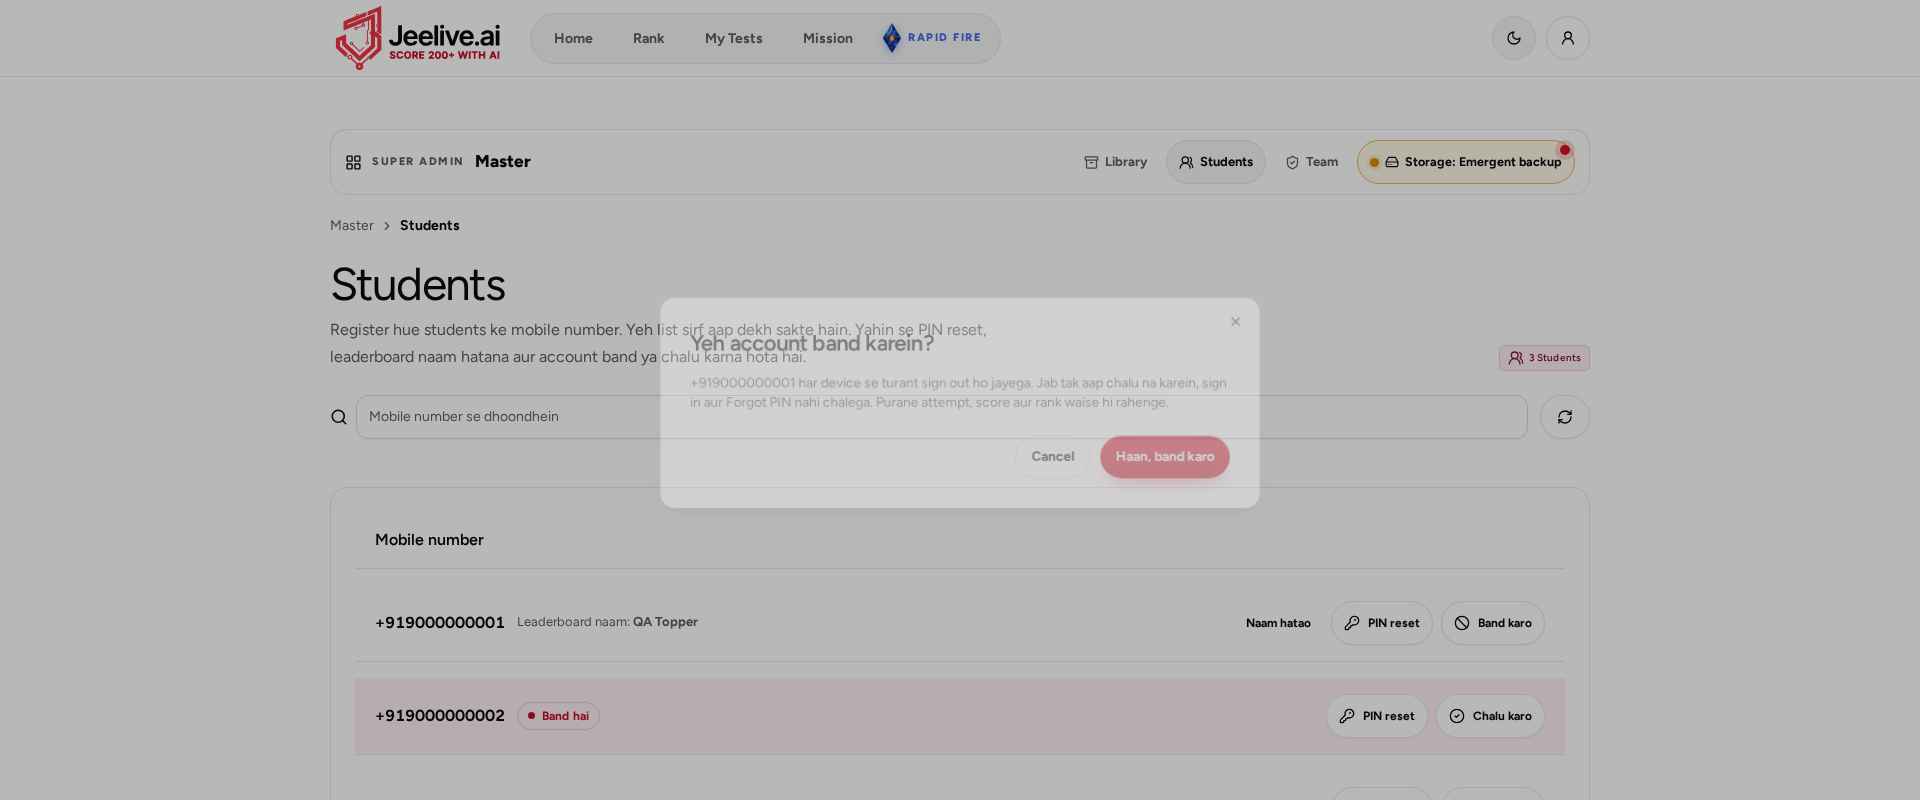 Jeelive.ai
SCORE 200+ WITH AI
Home
Rank
My Tests
Mission
RAPID FIRE
SUPER ADMIN
Master
Library
Students
Team
Storage: Emergent backup
Master
Students
Students
Register hue students ke mobile number. Yeh list sirf aap dekh sakte hain. Yahin se PIN reset,
leaderboard naam hatana aur account band ya chalu karna hota hai.
3 Students
Yeh account band karein?
+919000000001 har device se turant sign out ho jayega. Jab tak aap chalu na karein, sign
in aur Forgot PIN nahi chalega. Purane attempt, score aur rank waise hi rahenge.
Mobile number se dhoondhein
Cancel
Haan, band karo
Mobile number
+919000000001
Leaderboard naam: QA Topper
Naam hatao
PIN reset
Band karo
+919000000002
Band hai
PIN reset
Chalu karo